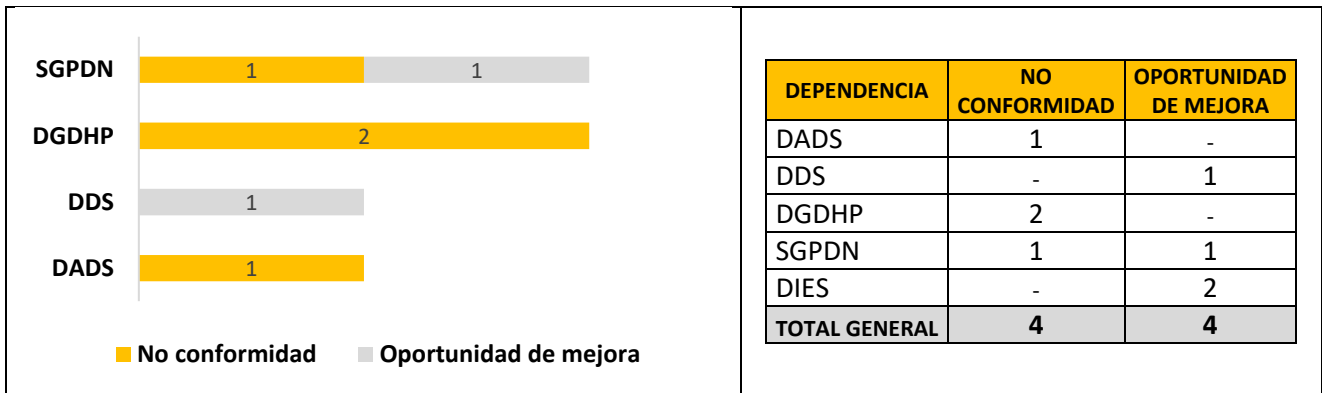 SGPDN 1 1
DGDHP 2
DDS 1
DADS 1
No conformidad Oportunidad de mejora
DEPENDENCIA NO CONFORMIDAD OPORTUNIDAD DE MEJORA
DADS 1 -
DDS - 1
DGDHP 2 -
SGPDN 1 1
DIES - 2
TOTAL GENERAL 4 4